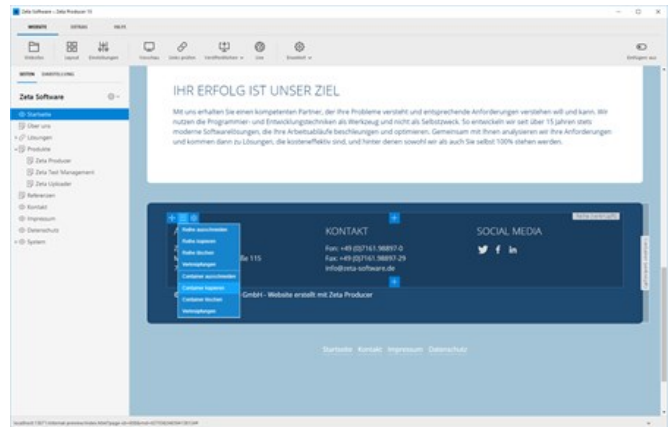 Zeta Software - Zeta Producer 15
WEBSITE EXTRAS HILFE
Websites Layout Einstellungen Vorschau Links prüfen Veröffentlichen Live
SEITEN DARSTELLUNG
Zeta Software
Startseite
Über uns
Lösungen
Produkte
Zeta Producer
Zeta Test Management
Zeta Uploader
Referenzen
Kontakt
Impressum
Datenschutz
System
IHR ERFOLG IST UNSER ZIEL
Mit uns erhalten Sie einen kompetenten Partner, der Ihre Probleme versteht und entsprechende Anforderungen verstehen will und kann. Wir
nutzen die Programmier- und Entwicklungstechniken als Werkzeug und nicht als Selbstzweck. So entwickeln wir seit über 15 Jahren stets
moderne Softwarelösungen, die Ihre Arbeitsabläufe beschleunigen und optimieren. Gemeinsam mit Ihnen analysieren wir Ihre Anforderungen
und kommen dann zu Lösungen, die kosteneffektiv sind, und hinter denen sowohl wir als auch Sie selbst 100% stehen werden.
Reihe ausschneiden
Reihe kopieren
Reihe löschen
Verknüpfungen
Container ausschneiden
Container kopieren
Container löschen
Verknüpfungen
ße 115
KONTAKT
Fon: +49 (0)7161.98897-0
Fax: +49 (0)7161.98897-29
info@zeta-software.de
SOCIAL MEDIA
GmbH - Website erstellt mit Zeta Producer
Startseite Kontakt Impressum Datenschutz